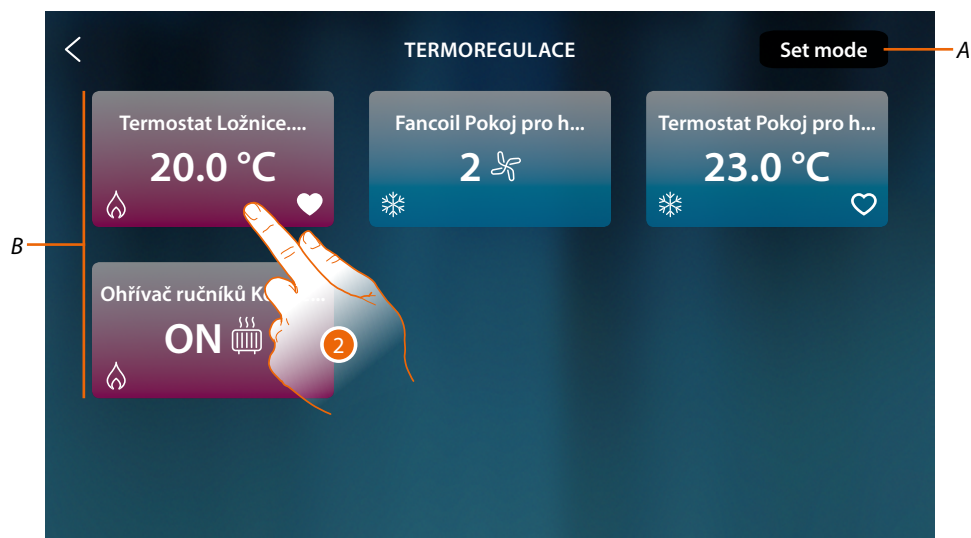 TERMOREGULACE
Set mode
A
Termostat Ložnice....
20.0 °C
Fancoil Pokoj pro h...
2
Termostat Pokoj pro h...
23.0 °C
B
Ohřívač ručníků
ON
2